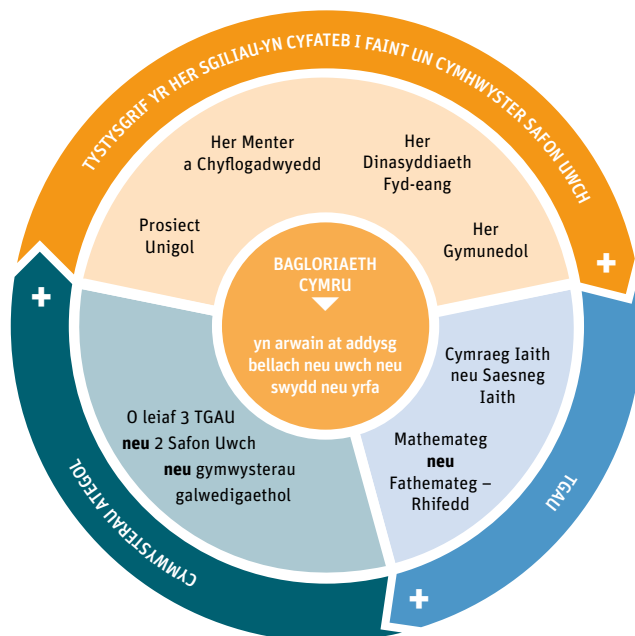 TYSTYSGRIF YR HER SGILIAU-YN CYFATEB I FAINT UN CYMHWYSTER SAFON UWCH
Her Menter
a Chyflogadwyedd
Her
Dinasyddiaeth
Fyd-eang
Prosiect
Unigol
Her
Gymunedol
+
+
BAGLORIAETH
CYMRU
yn arwain at addysg
bellach neu uwch neu
swydd neu yrfa
Cymraeg Iaith
neu Saesneg
Iaith
Mathemateg
neu
Fathemateg –
Rhifedd
O leiaf 3 TGAU
neu 2 Safon Uwch
neu gymwysterau
galwedigaethol
TGAU
CYMWYSTERAU ATEGOL
+